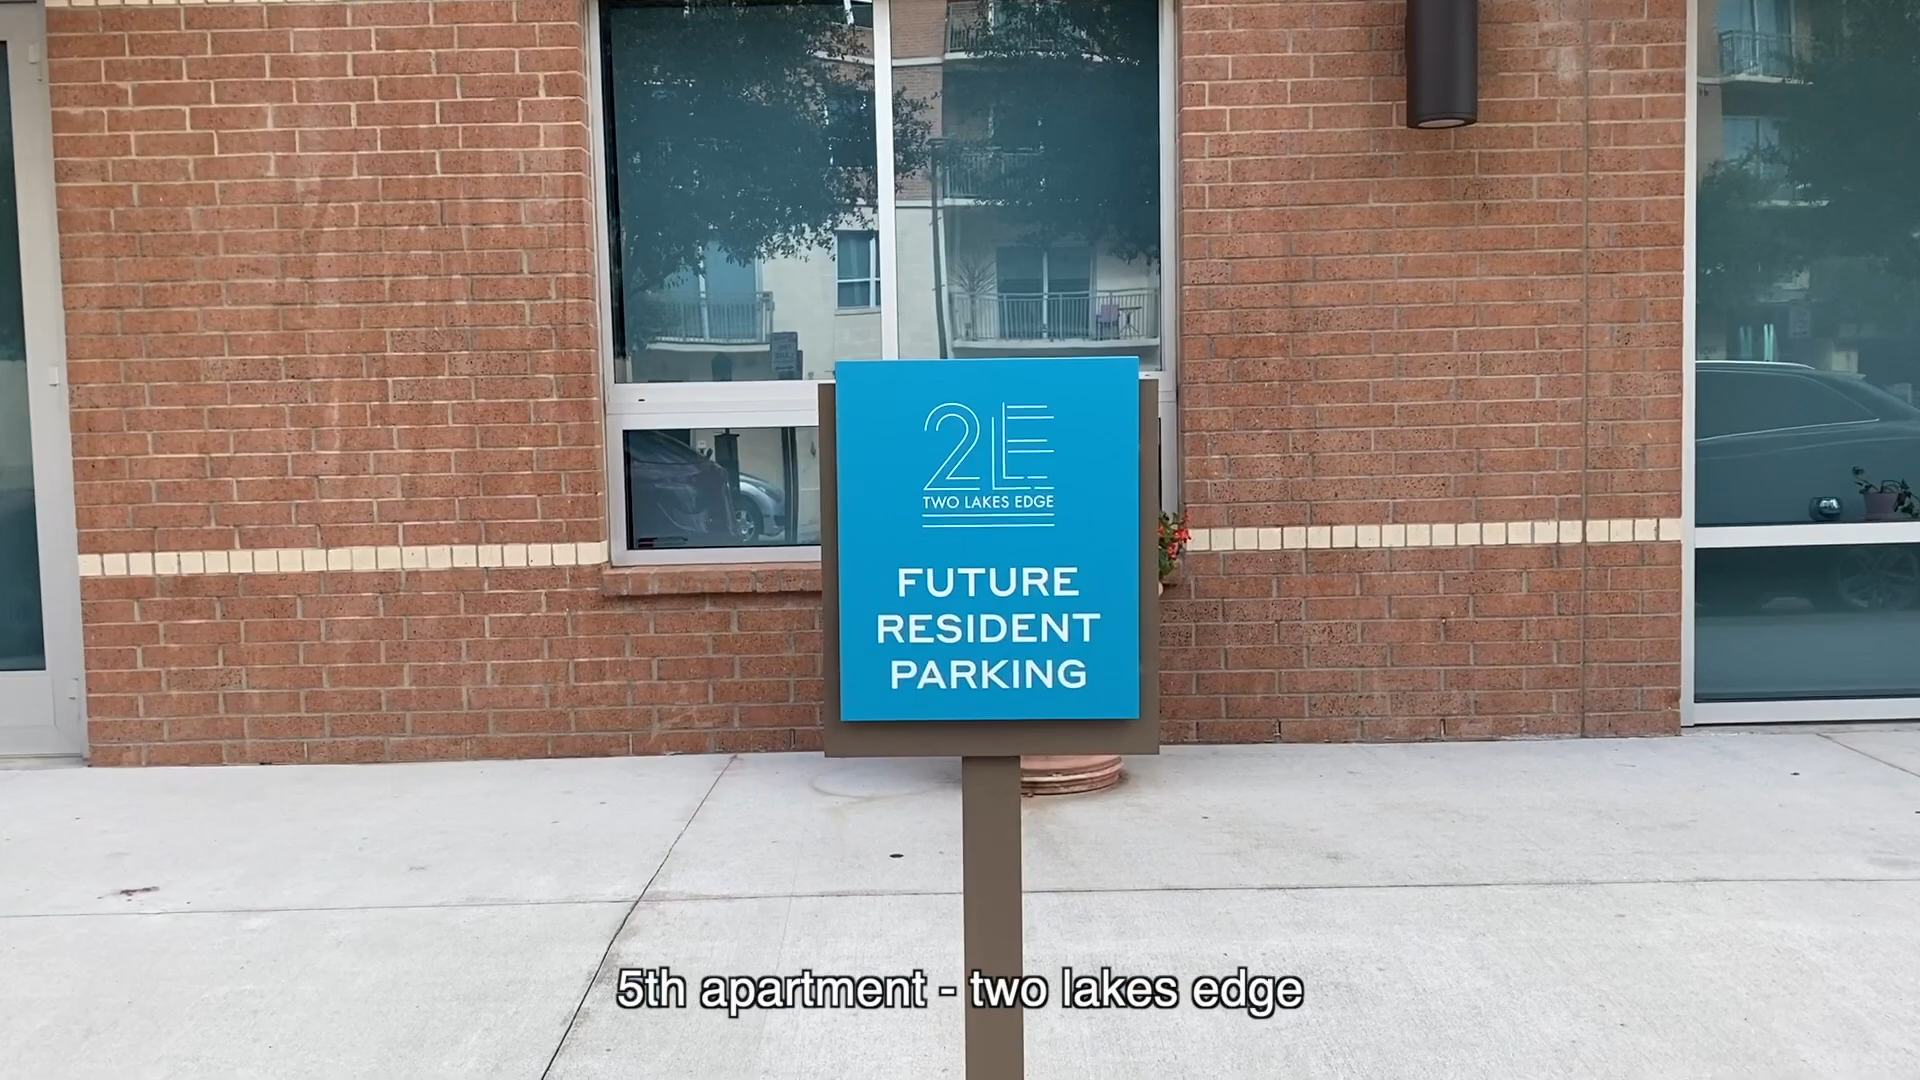 2LE
TWO LAKES EDGE
FUTURE
RESIDENT
PARKING
5th apartment - two lakes edge